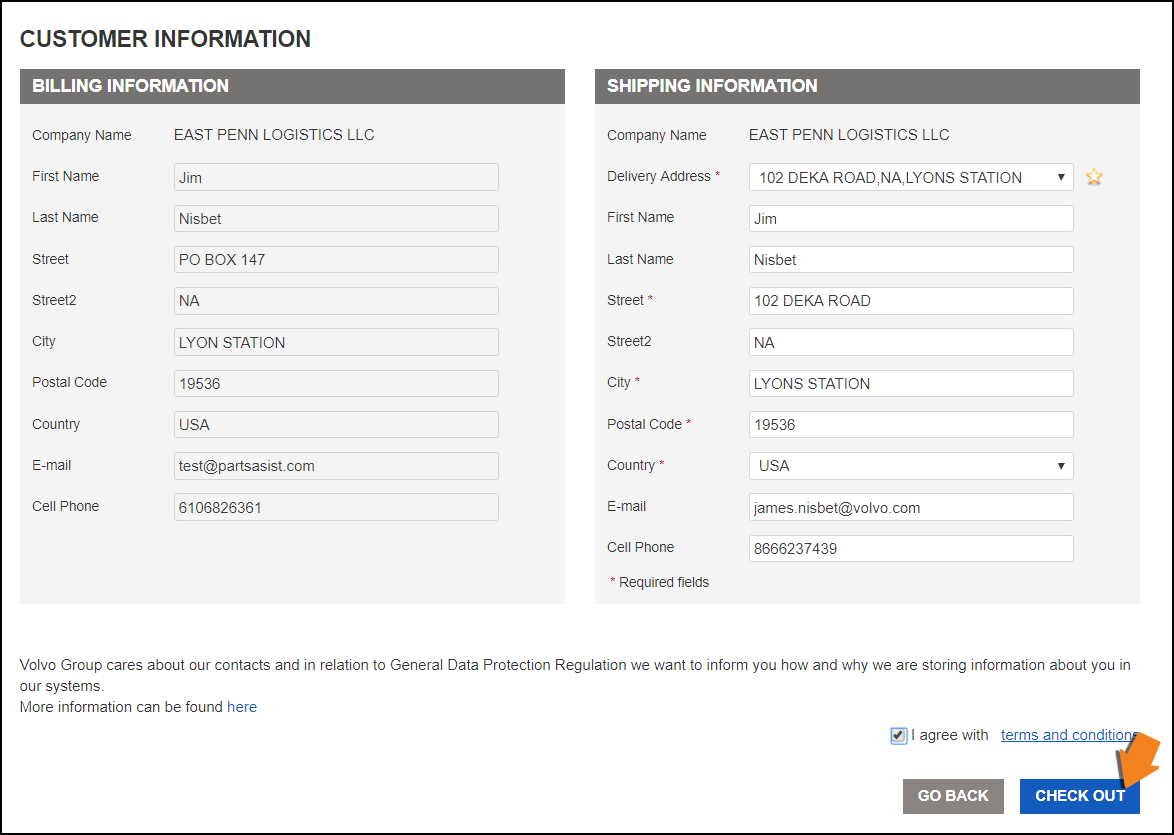 CUSTOMER INFORMATION
BILLING INFORMATION
Company Name EAST PENN LOGISTICS LLC
First Name Jim
Last Name Nisbet
Street PO BOX 147
Street2 NA
City LYON STATION
Postal Code 19536
Country USA
E-mail test@partsasist.com
Cell Phone 6106826361
SHIPPING INFORMATION
Company Name EAST PENN LOGISTICS LLC
Delivery Address * 102 DEKA ROAD,NA,LYONS STATION
First Name Jim
Last Name Nisbet
Street * 102 DEKA ROAD
Street2 NA
City * LYONS STATION
Postal Code * 19536
Country * USA
E-mail james.nisbet@volvo.com
Cell Phone 8666237439
* Required fields
Volvo Group cares about our contacts and in relation to General Data Protection Regulation we want to inform you how and why we are storing information about you in
our systems.
More information can be found here
I agree with terms and conditions
GO BACK CHECK OUT